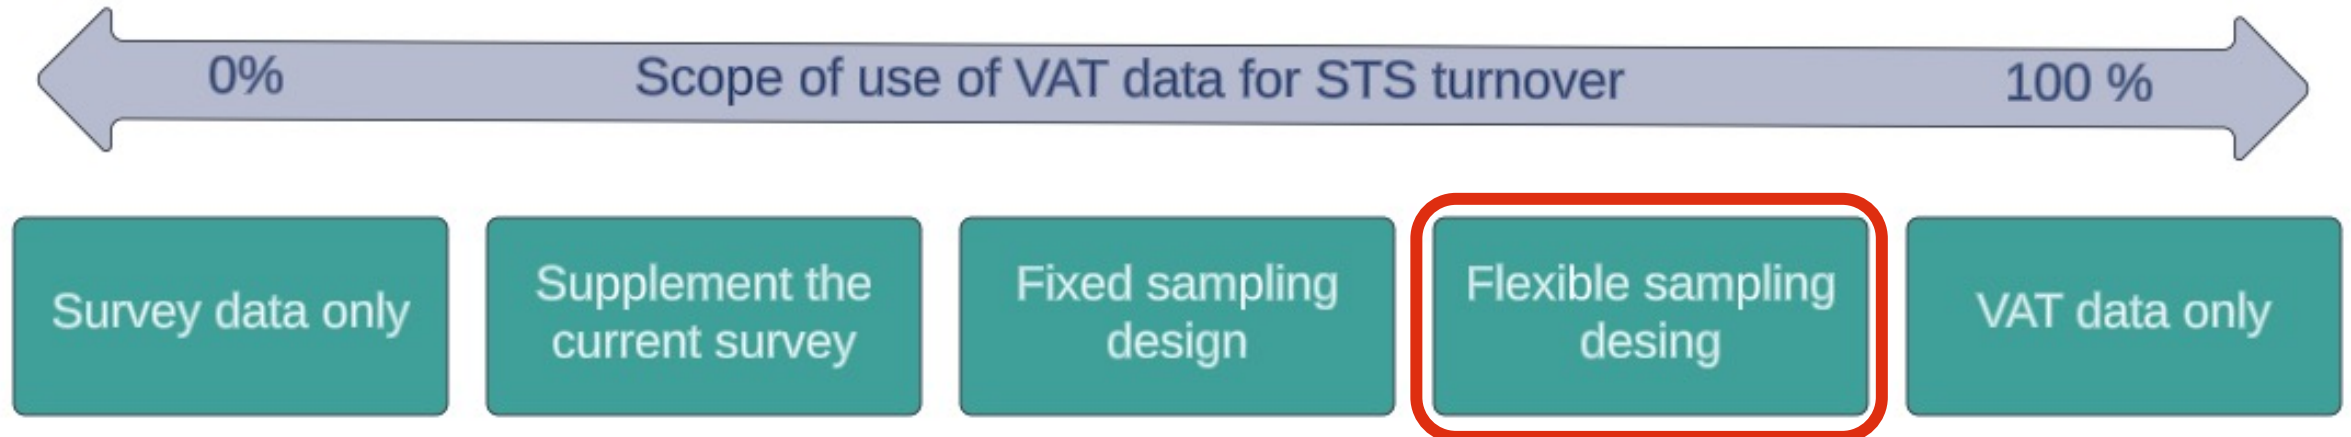 0%
Scope of use of VAT data for STS turnover
100 %
Survey data only
Supplement the
current survey
Fixed sampling
design
Flexible sampling
desing
VAT data only